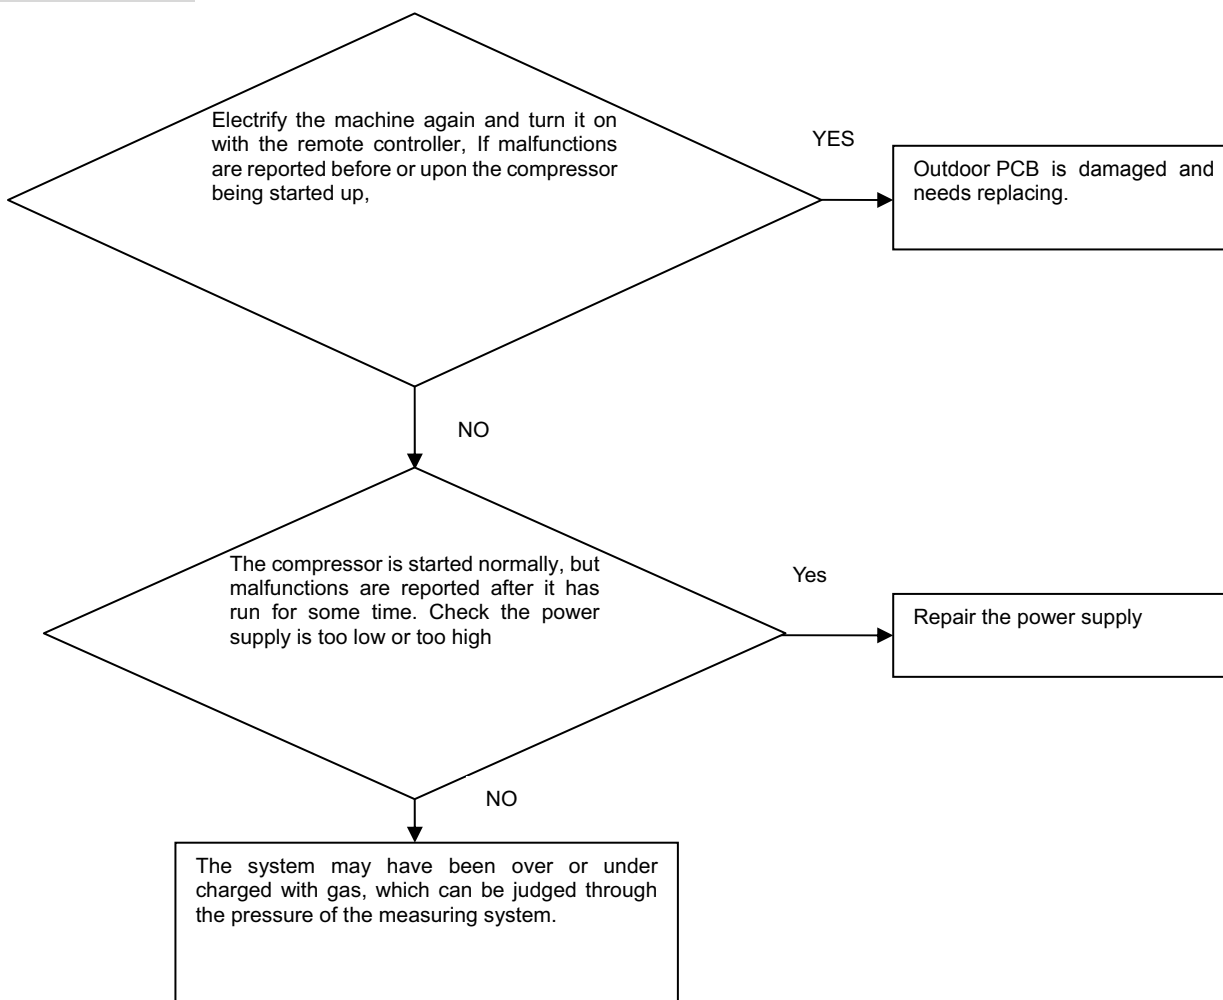 Electrify the machine again and turn it on
with the remote controller, If malfunctions
are reported before or upon the compressor
being started up,
YES
Outdoor PCB is damaged and
needs replacing.
NO
The compressor is started normally, but
malfunctions are reported after it has
run for some time. Check the power
supply is too low or too high
Yes
Repair the power supply
NO
The system may have been over or under
charged with gas, which can be judged through
the pressure of the measuring system.